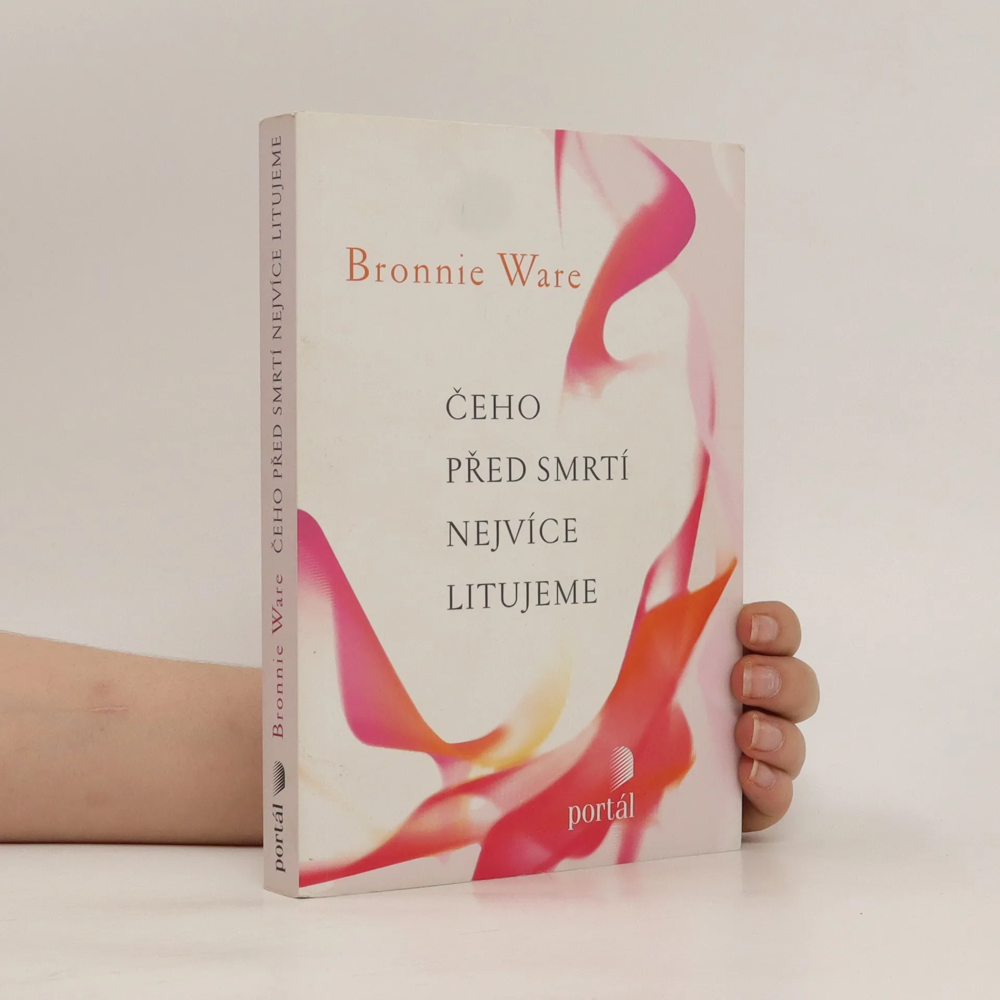 Bronnie Ware
ČEHO
PŘED SMRTÍ
NEJVÍCE
LITUJEME
portál
portál Bronnie Ware ČEHO PŘED SMRTÍ NEJVÍCE LITUJEME